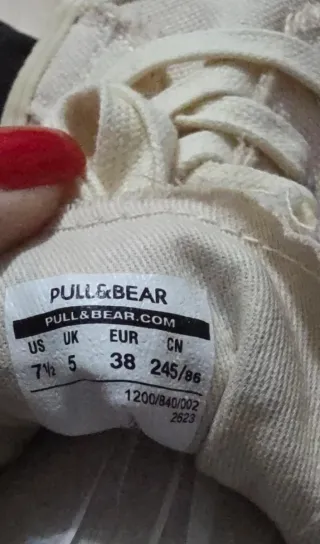 PULL&BEAR
PULL&BEAR.COM
US UK EUR CN
7½ 5 38 245/86
1200/840/002
2623